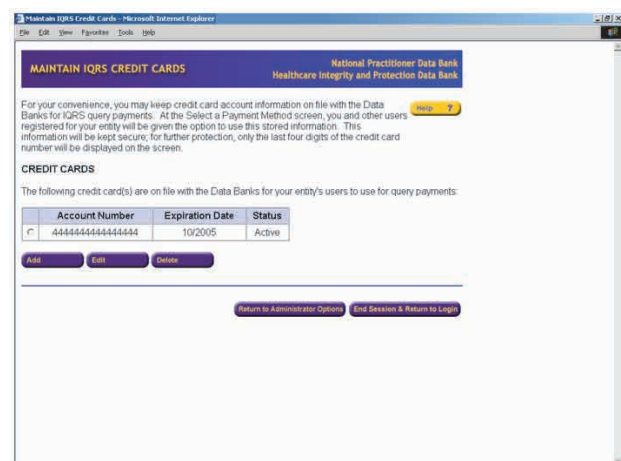 Maintain IQRS Credit Cards - Microsoft Internet Explorer
File Edit View Favorites Tools Help
MAINTAIN IQRS CREDIT CARDS
National Practitioner Data Bank
Healthcare Integrity and Protection Data Bank
For your convenience, you may keep credit card account information on file with the Data
Banks for IQRS query payments. At the Select a Payment Method screen, you and other users
registered for your entity will be given the option to use this stored information. This
information will be kept secure; for further protection, only the last four digits of the credit card
number will be displayed on the screen.
Help ?
CREDIT CARDS
The following credit card(s) are on file with the Data Banks for your entity's users to use for query payments:
Account Number Expiration Date Status
4444444444444444 10/2005 Active
Add Edit Delete
Return to Administrator Options End Session & Return to Login